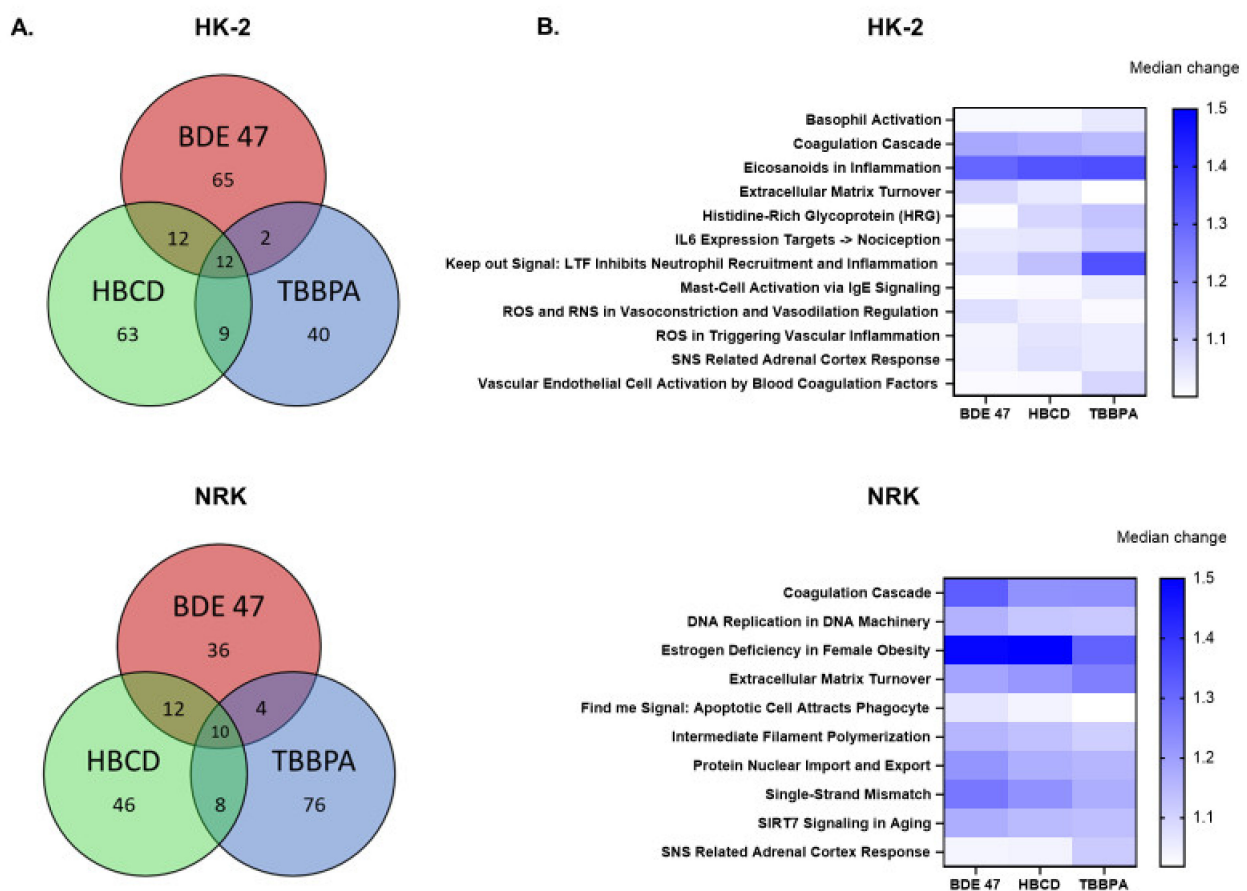 A.
HK-2
BDE 47
65
12
2
12
HBCD
TBBPA
63
9
40
B.
HK-2
Median change
1.5
1.4
1.3
1.2
1.1
Basophil Activation
Coagulation Cascade
Eicosanoids in Inflammation
Extracellular Matrix Turnover
Histidine-Rich Glycoprotein (HRG)
IL6 Expression Targets -> Nociception
Keep out Signal: LTF Inhibits Neutrophil Recruitment and Inflammation
Mast-Cell Activation via IgE Signaling
ROS and RNS in Vasoconstriction and Vasodilation Regulation
ROS in Triggering Vascular Inflammation
SNS Related Adrenal Cortex Response
Vascular Endothelial Cell Activation by Blood Coagulation Factors
BDE 47 HBCD TBBPA
NRK
BDE 47
36
12
4
10
HBCD
TBBPA
46
8
76
NRK
Median change
1.5
1.4
1.3
1.2
1.1
Coagulation Cascade
DNA Replication in DNA Machinery
Estrogen Deficiency in Female Obesity
Extracellular Matrix Turnover
Find me Signal: Apoptotic Cell Attracts Phagocyte
Intermediate Filament Polymerization
Protein Nuclear Import and Export
Single-Strand Mismatch
SIRT7 Signaling in Aging
SNS Related Adrenal Cortex Response
BDE 47 HBCD TBBPA